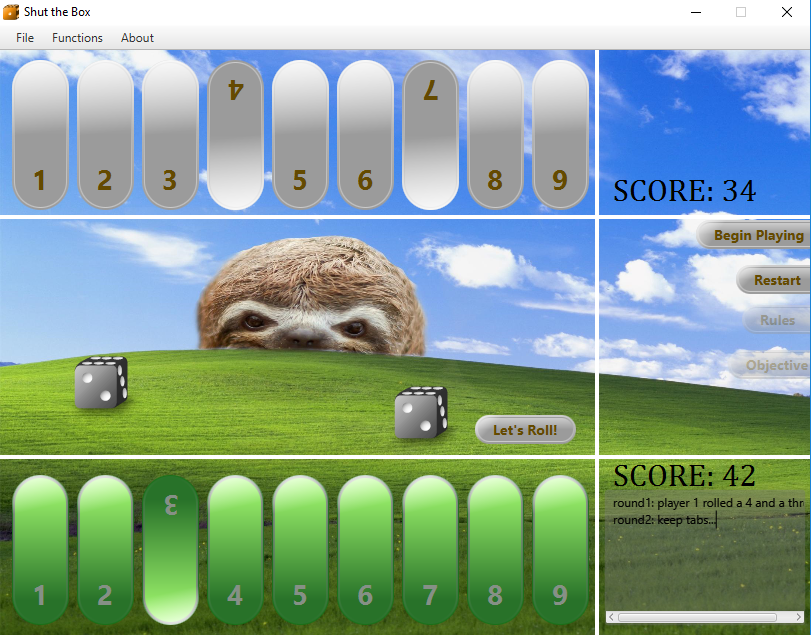 Shut the Box
File Functions About
1 2 3 4 5 6 7 8 9
SCORE: 34
Begin Playing
Restart
Rules
Objective
Let's Roll!
SCORE: 42
round1: player 1 rolled a 4 and a thr
round2: keep tabs...
1 2 3 4 5 6 7 8 9